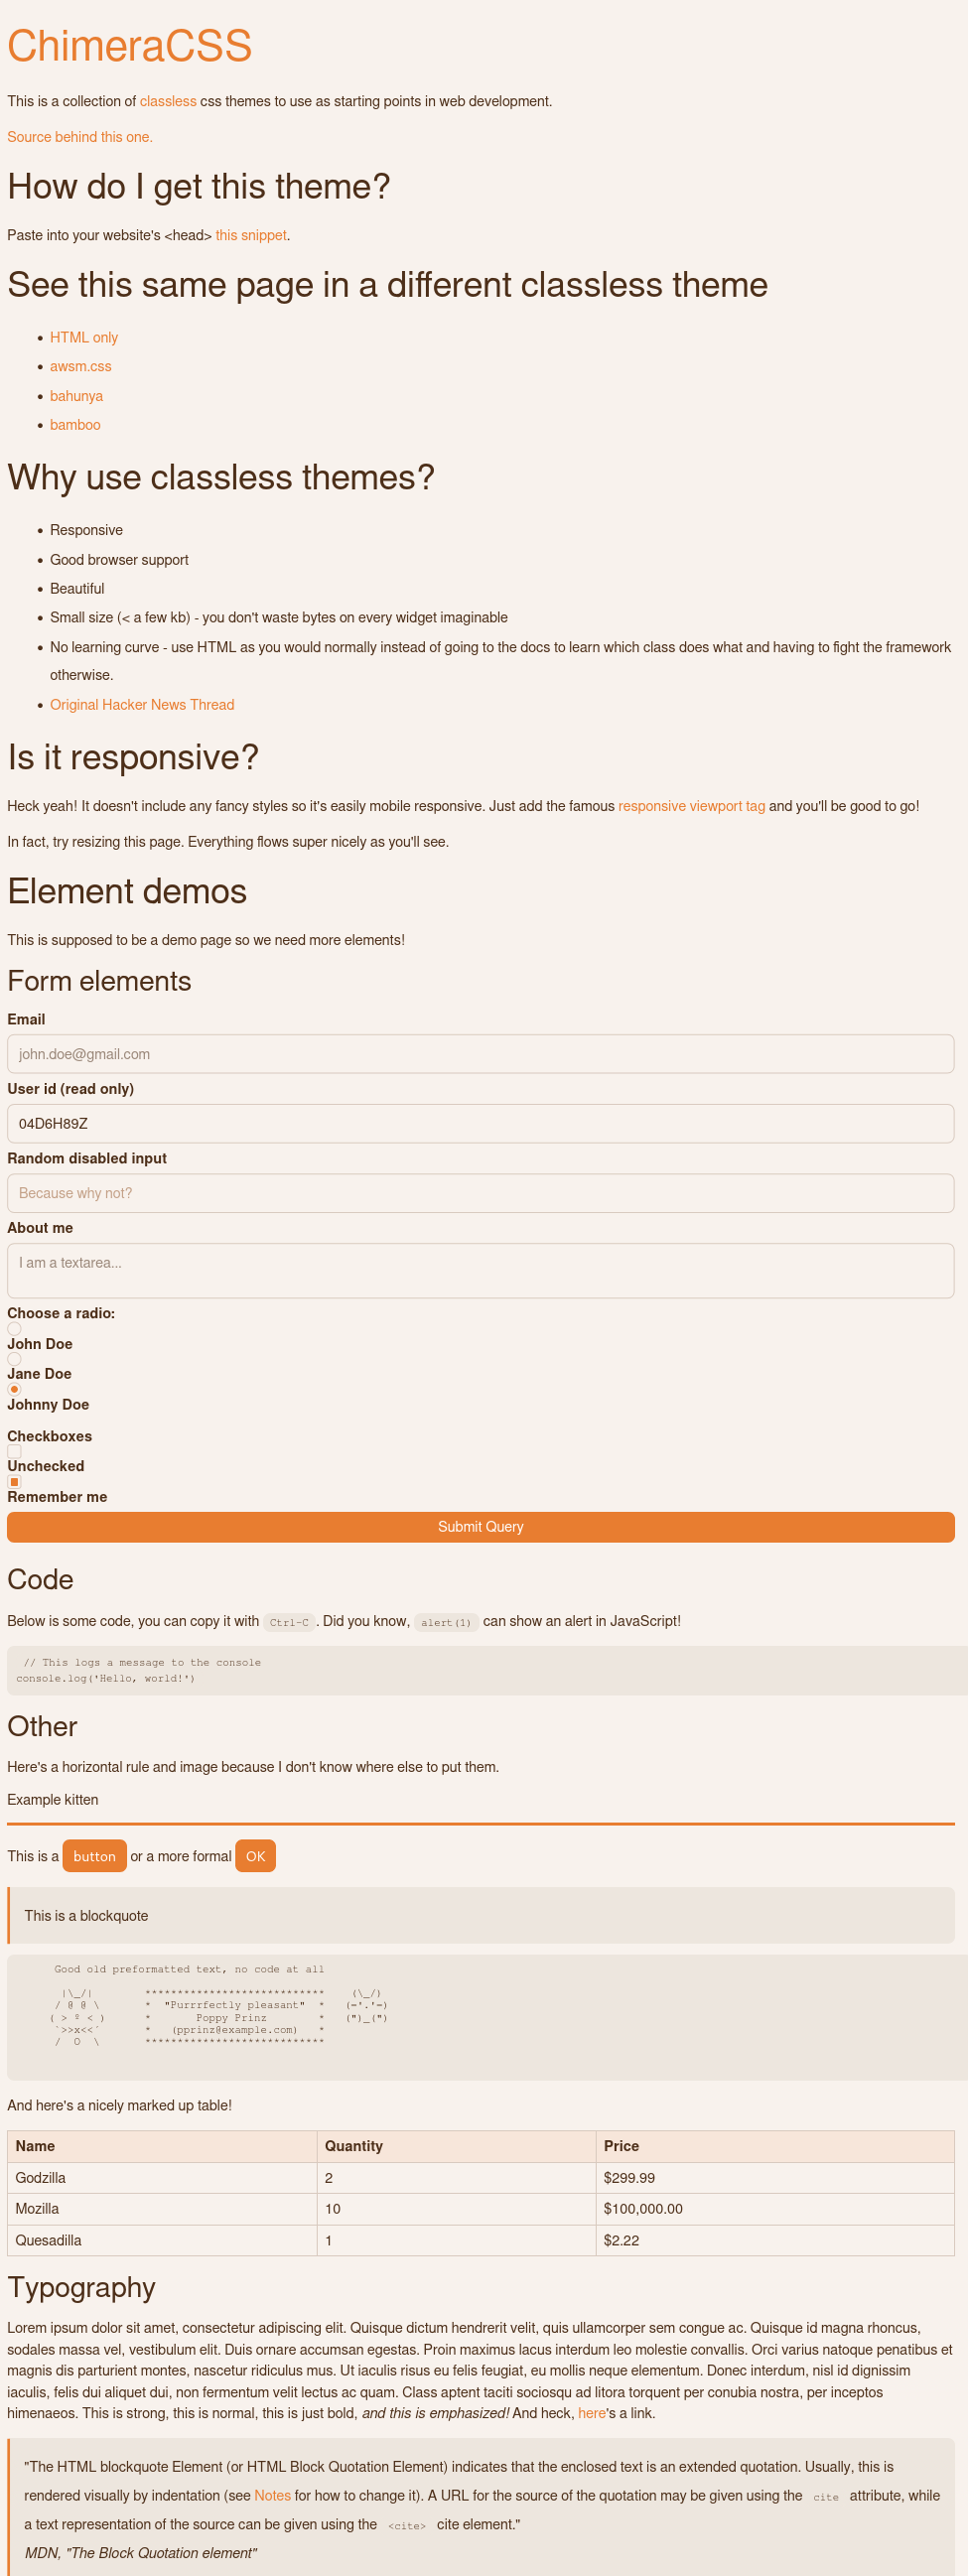 ChimeraCSS
This is a collection of classless css themes to use as starting points in web development.
Source behind this one.
How do I get this theme?
Paste into your website's <head> this snippet.
See this same page in a different classless theme
• HTML only
• awsm.css
• bahunya
• bamboo
Why use classless themes?
• Responsive
• Good browser support
• Beautiful
• Small size (< a few kb) - you don't waste bytes on every widget imaginable
• No learning curve - use HTML as you would normally instead of going to the docs to learn which class does what and having to fight the framework
otherwise.
• Original Hacker News Thread
Is it responsive?
Heck yeah! It doesn't include any fancy styles so it's easily mobile responsive. Just add the famous responsive viewport tag and you'll be good to go!
In fact, try resizing this page. Everything flows super nicely as you'll see.
Element demos
This is supposed to be a demo page so we need more elements!
Form elements
Email
john.doe@gmail.com
User id (read only)
04D6H89Z
Random disabled input
Because why not?
About me
I am a textarea...
Choose a radio:
John Doe
Jane Doe
Johnny Doe
Checkboxes
Unchecked
Remember me
Submit Query
Code
Below is some code, you can copy it with Ctrl-C. Did you know, alert(1) can show an alert in JavaScript!
// This logs a message to the console
console.log('Hello, world!')
Other
Here's a horizontal rule and image because I don't know where else to put them.
Example kitten
This is a button or a more formal OK
This is a blockquote
Good old preformatted text, no code at all
|\_/|        ****************************    (\_/)
/ @ @ \       *  "Purrrfectly pleasant"  *   (='.'=)
( > º < )      *       Poppy Prinz        *   (")_(")
`>>x<<´       *   (pprinz@example.com)   *
/  O  \       ****************************
And here's a nicely marked up table!
Name Quantity Price
Godzilla 2 $299.99
Mozilla 10 $100,000.00
Quesadilla 1 $2.22
Typography
Lorem ipsum dolor sit amet, consectetur adipiscing elit. Quisque dictum hendrerit velit, quis ullamcorper sem congue ac. Quisque id magna rhoncus,
sodales massa vel, vestibulum elit. Duis ornare accumsan egestas. Proin maximus lacus interdum leo molestie convallis. Orci varius natoque penatibus et
magnis dis parturient montes, nascetur ridiculus mus. Ut iaculis risus eu felis feugiat, eu mollis neque elementum. Donec interdum, nisl id dignissim
iaculis, felis dui aliquet dui, non fermentum velit lectus ac quam. Class aptent taciti sociosqu ad litora torquent per conubia nostra, per inceptos
himenaeos. This is strong, this is normal, this is just bold, and this is emphasized! And heck, here's a link.
"The HTML blockquote Element (or HTML Block Quotation Element) indicates that the enclosed text is an extended quotation. Usually, this is
rendered visually by indentation (see Notes for how to change it). A URL for the source of the quotation may be given using the cite attribute, while
a text representation of the source can be given using the <cite> cite element."
MDN, "The Block Quotation element"